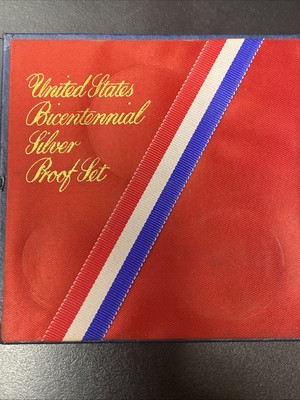 United States
Bicentennial
Silver
Proof Set